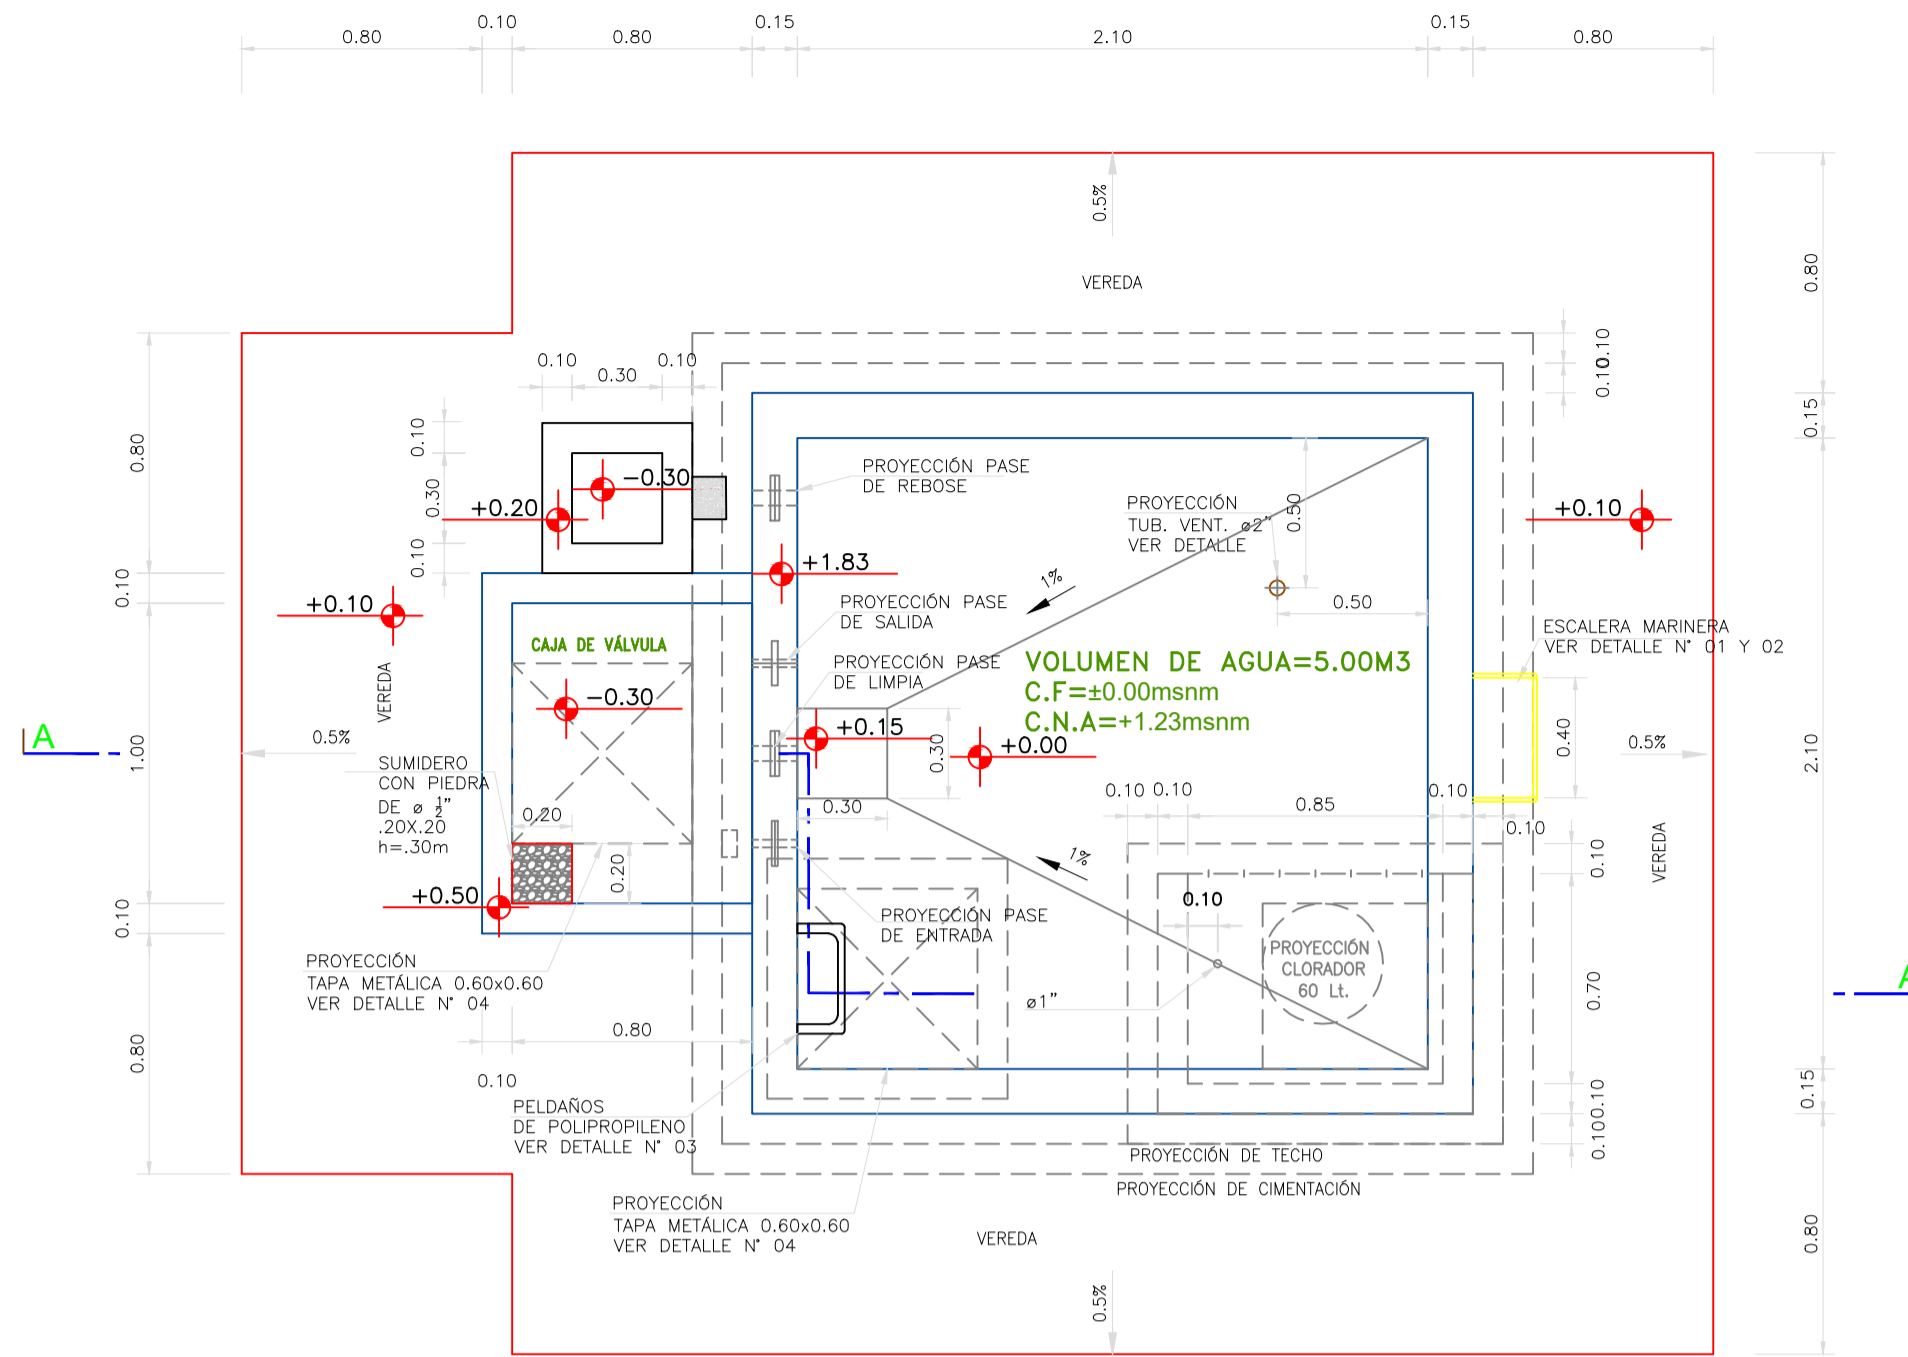 0.10
0.15
0.15
0.80
0.80
2.10
0.80
0.5%
VEREDA
0.80
0.10
0.10
0.15
0.10
0.30
0.10
0.10
0.30
0.10
0.80
-0.30
+0.20
PROYECCIÓN PASE
DE REBOSE
PROYECCIÓN
TUB. VENT. ø2"
VER DETALLE
0.50
0.50
+0.10
+1.83
1%
0.10
+0.10
PROYECCIÓN PASE
DE SALIDA
ESCALERA MARINERA
VER DETALLE N° 01 Y 02
CAJA DE VÁLVULA
PROYECCIÓN PASE
DE LIMPIA
VOLUMEN DE AGUA=5.00M3
C.F=±0.00msnm
C.N.A=+1.23msnm
VEREDA
-0.30
+0.15
+0.00
0.30
0.40
A
0.5%
1.00
0.5%
2.10
SUMIDERO
CON PIEDRA
DE ø 1/2"
.20X.20
h=.30m
0.20
0.20
0.30
0.10
0.10
0.85
0.10
0.10
VEREDA
0.10
1%
+0.50
0.10
0.10
PROYECCIÓN PASE
DE ENTRADA
PROYECCIÓN
CLORADOR
60 Lt.
0.70
PROYECCIÓN
TAPA METÁLICA 0.60x0.60
VER DETALLE N° 04
ø1"
A
0.80
0.80
0.10
PELDAÑOS
DE POLIPROPILENO
VER DETALLE N° 03
0.10
0.10
0.15
PROYECCIÓN DE TECHO
PROYECCIÓN DE CIMENTACIÓN
PROYECCIÓN
TAPA METÁLICA 0.60x0.60
VER DETALLE N° 04
VEREDA
0.80
0.5%